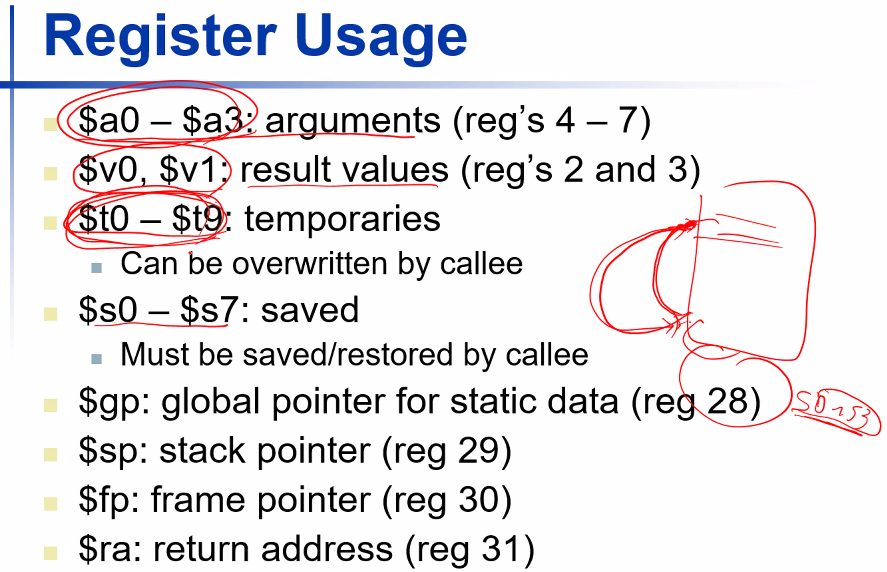 Register Usage
$a0 – $a3: arguments (reg's 4 – 7)
$v0, $v1: result values (reg's 2 and 3)
$t0 – $t9: temporaries
Can be overwritten by callee
$s0 – $s7: saved
Must be saved/restored by callee
$gp: global pointer for static data (reg 28)
$sp: stack pointer (reg 29)
$fp: frame pointer (reg 30)
$ra: return address (reg 31)